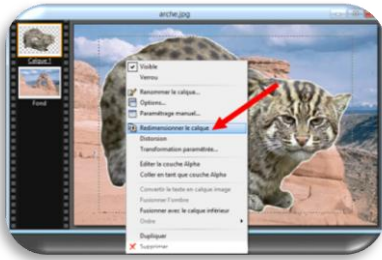 arche.jpg
Calque 1
Fond
Visible
Verrou
Renommer le calque...
Options...
Paramétrage manuel...
Redimensionner le calque
Distorsion
Transformation paramétrée...
Editer la couche Alpha
Coller en tant que couche Alpha
Convertir le texte en calque image
Fusionner l'ombre
Fusionner avec le calque inférieur
Ordre
Dupliquer
Supprimer